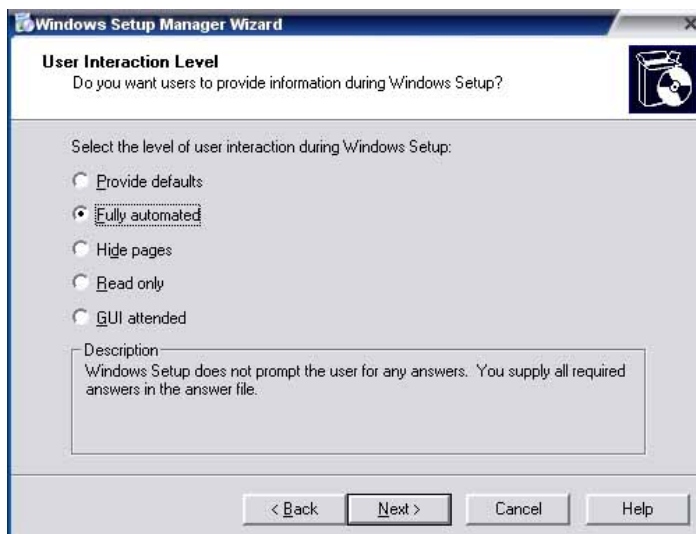 Windows Setup Manager Wizard
User Interaction Level
Do you want users to provide information during Windows Setup?
Select the level of user interaction during Windows Setup:
Provide defaults
Fully automated
Hide pages
Read only
GUI attended
Description
Windows Setup does not prompt the user for any answers. You supply all required
answers in the answer file.
< Back Next > Cancel Help